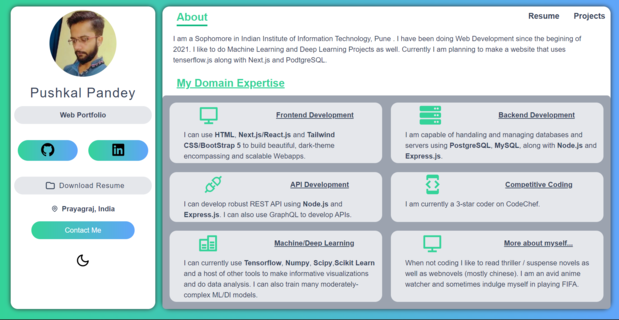 About
Resume Projects
I am a Sophomore in Indian Institute of Information Technology, Pune . I have been doing Web Development since the begining of
2021. I like to do Machine Learning and Deep Learning Projects as well. Currently I am planning to make a website that uses
tenserflow.js along with Next.js and PodtgreSQL.
Pushkal Pandey
Web Portfolio
Download Resume
Prayagraj, India
Contact Me
My Domain Expertise
Frontend Development
I can use HTML, Next.js/React.js and Tailwind
CSS/BootStrap 5 to build beautiful, dark-theme
encompassing and scalable Webapps.
Backend Development
I am capable of handaling and managing databases and
servers using PostgreSQL, MySQL, along with Node.js and
Express.js.
API Development
I can develop robust REST API using Node.js and
Express.js. I can also use GraphQL to develop APIs.
Competitive Coding
I am currently a 3-star coder on CodeChef.
Machine/Deep Learning
I can currently use Tensorflow, Numpy, Scipy,Scikit Learn
and a host of other tools to make informative visualizations
and do data analysis. I can also train many moderately-
complex ML/Dl models.
More about myself...
When not coding I like to read thriller / suspense novels as
well as webnovels (mostly chinese). I am an avid anime
watcher and sometimes indulge myself in playing FIFA.